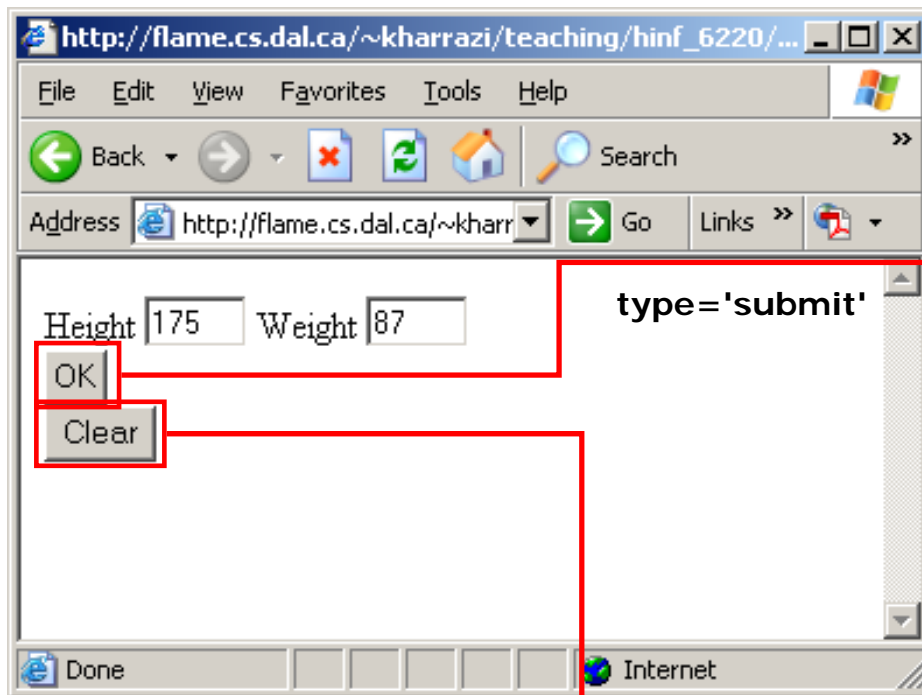 http://flame.cs.dal.ca/~kharrazi/teaching/hinf_6220/...
File Edit View Favorites Tools Help
Back Search »
Address http://flame.cs.dal.ca/~kharr Go Links »
type='submit'
Height 175 Weight 87
OK
Clear
Done Internet